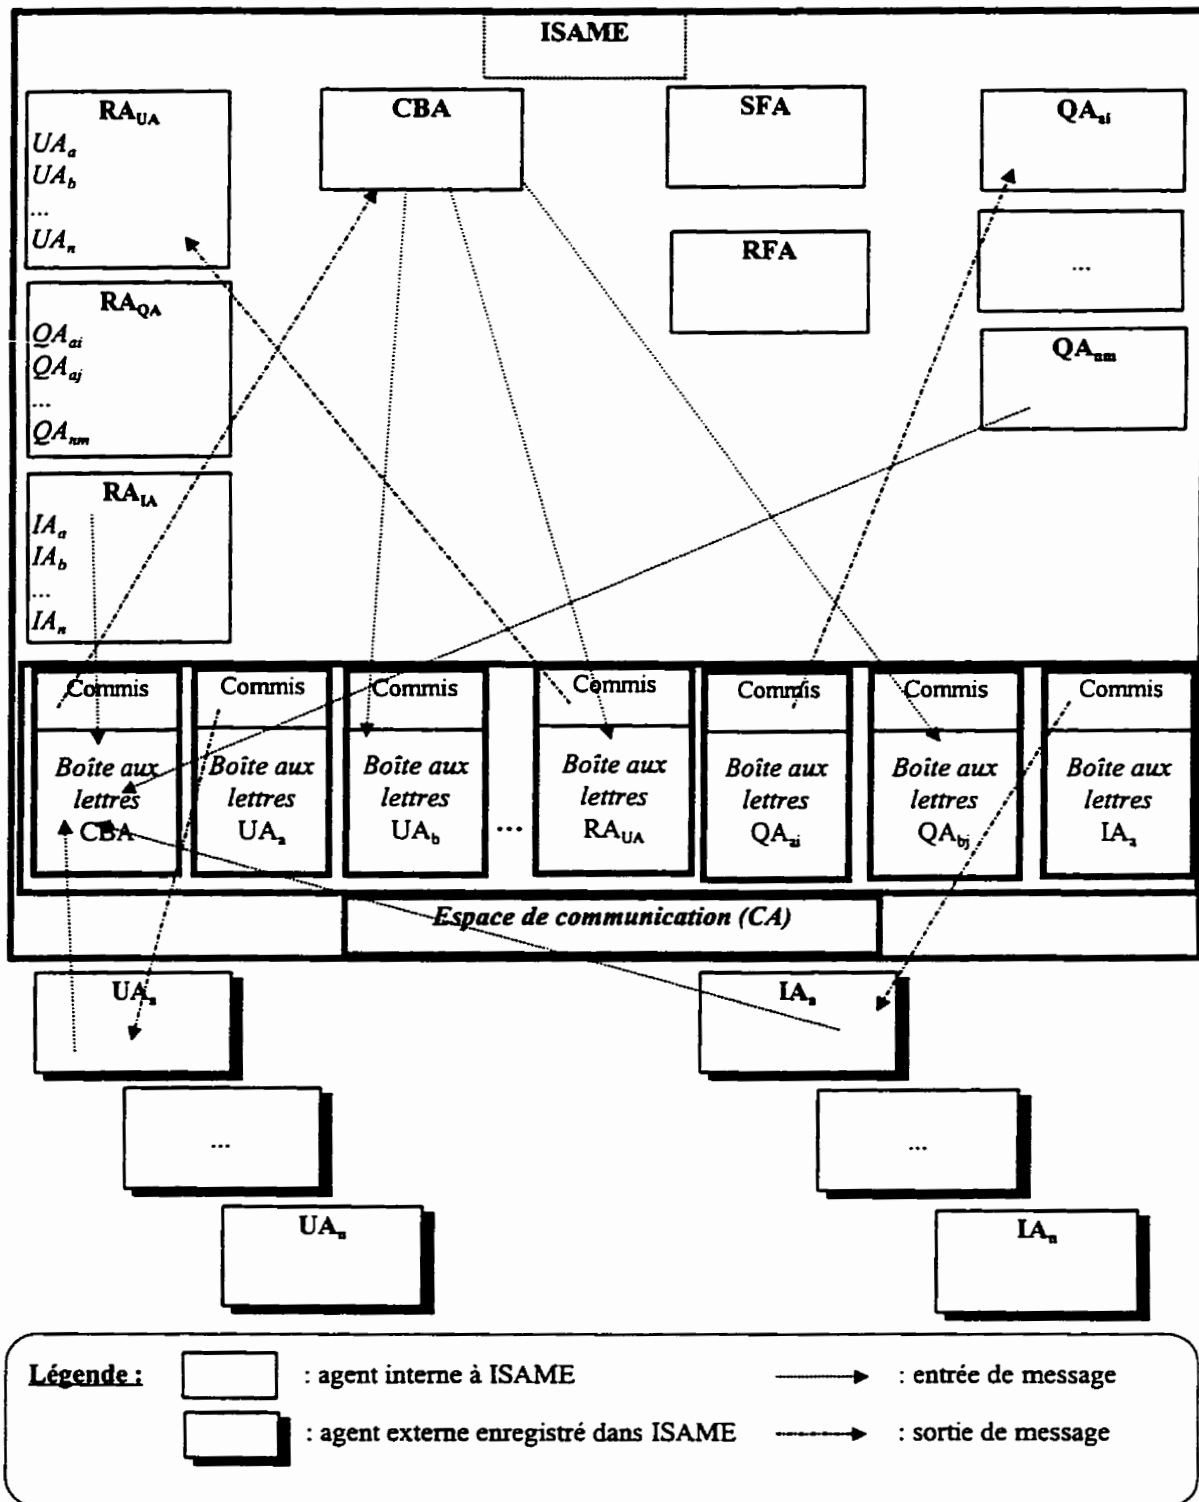 ISAME
RA_UA
UA_a
UA_b
...
UA_n
CBA
SFA
QA_ai
RFA
...
RA_QA
QA_ai
QA_aj
...
QA_nm
QA_nm
RA_IA
IA_a
IA_b
...
IA_n
Commis
Boîte aux
lettres
CBA
Commis
Boîte aux
lettres
UA_a
Commis
Boîte aux
lettres
UA_b
...
Commis
Boîte aux
lettres
RA_UA
Commis
Boîte aux
lettres
QA_ai
Commis
Boîte aux
lettres
QA_bj
Commis
Boîte aux
lettres
IA_a
Espace de communication (CA)
UA_a
...
UA_n
IA_a
...
IA_n
Légende :
: agent interne à ISAME
: entrée de message
: agent externe enregistré dans ISAME
: sortie de message